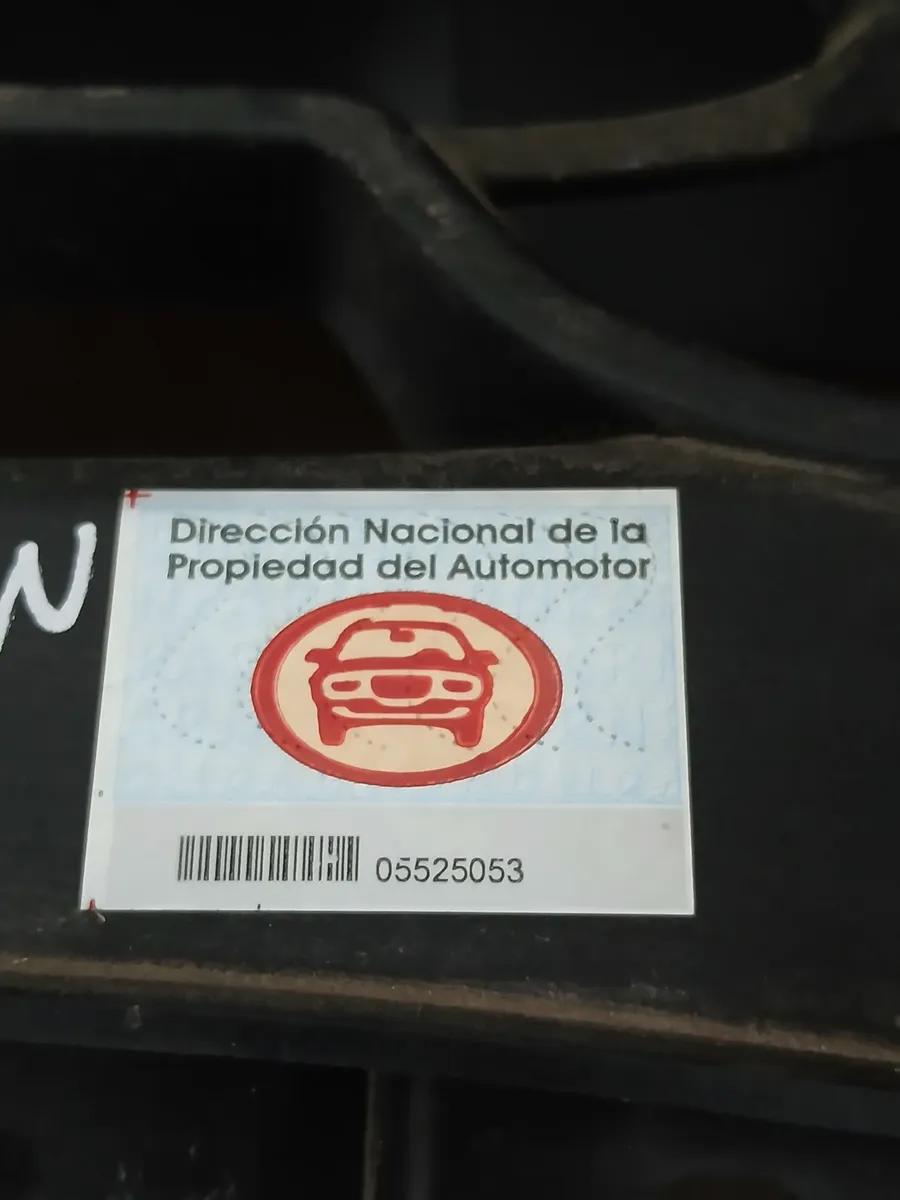 Dirección Nacional de la
Propiedad del Automotor
N
05525053